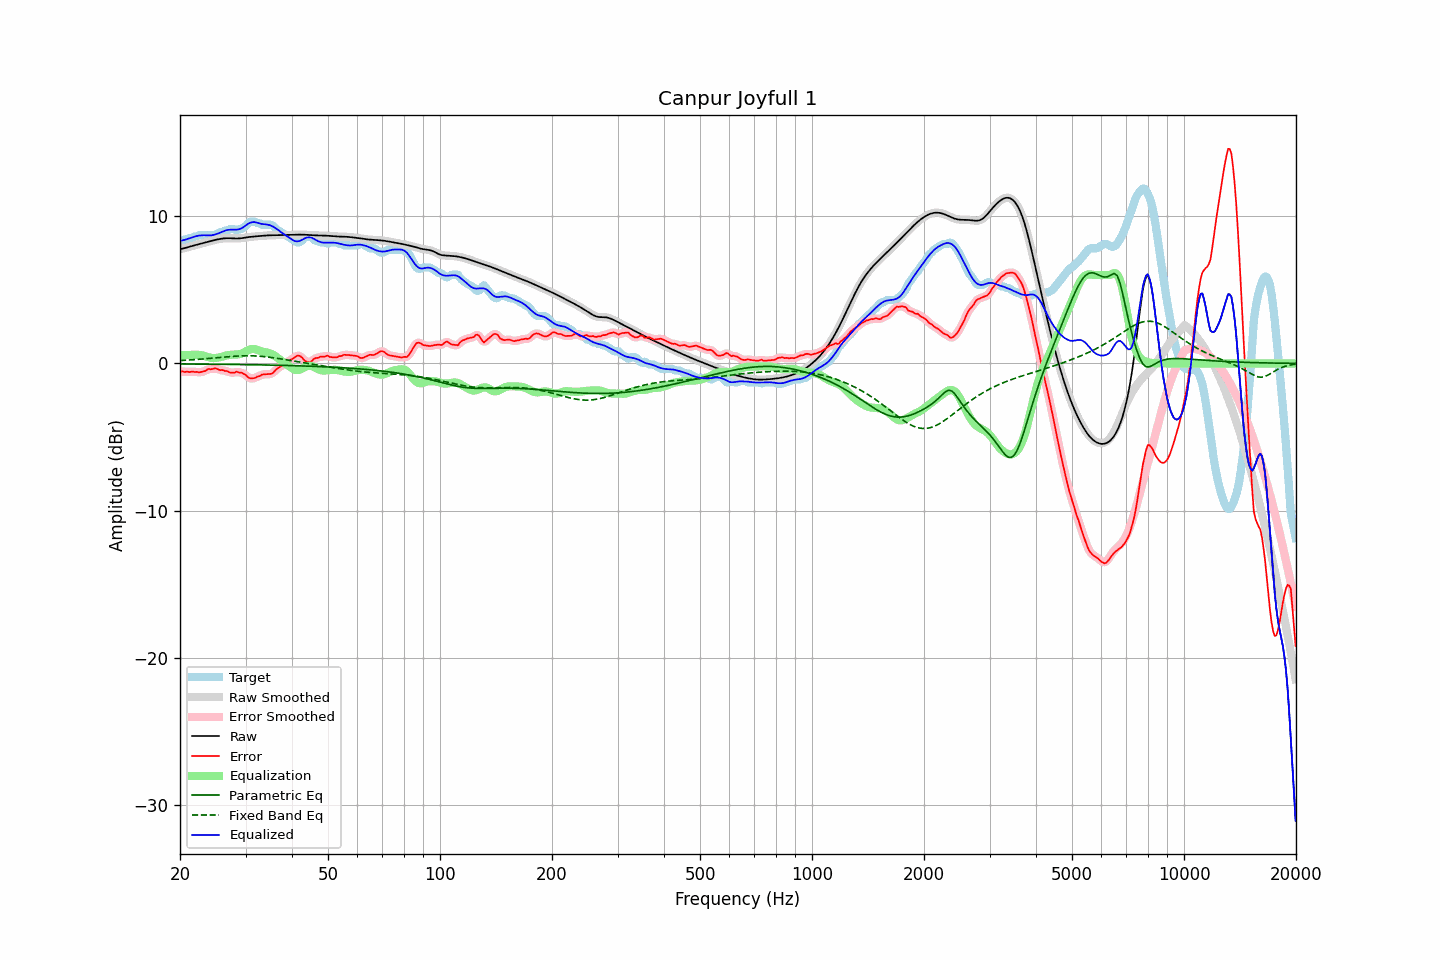 Canpur Joyfull 1
Amplitude (dBr)
10
0
−10
−20
−30
Target
Raw Smoothed
Error Smoothed
Raw
Error
Equalization
Parametric Eq
Fixed Band Eq
Equalized
20 50 100 200 500 1000 2000 5000 10000 20000
Frequency (Hz)